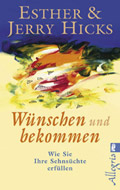 ESTHER &
JERRY HICKS
Wünschen und
bekommen
Wie Sie
Ihre Sehnsüchte
erfüllen
Allegria